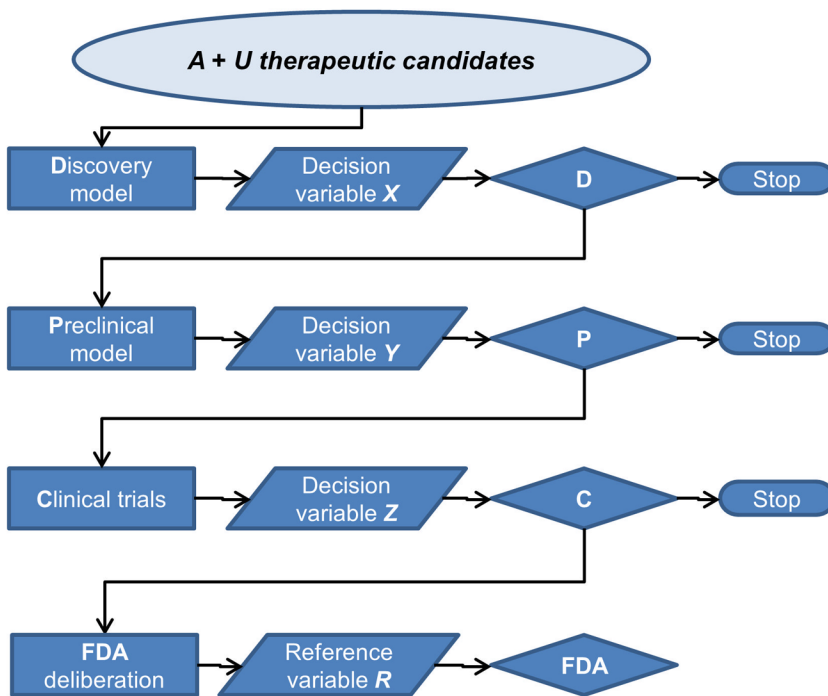 A + U therapeutic candidates
Discovery
model
Decision
variable X
D
Stop
Preclinical
model
Decision
variable Y
P
Stop
Clinical trials
Decision
variable Z
C
Stop
FDA
deliberation
Reference
variable R
FDA